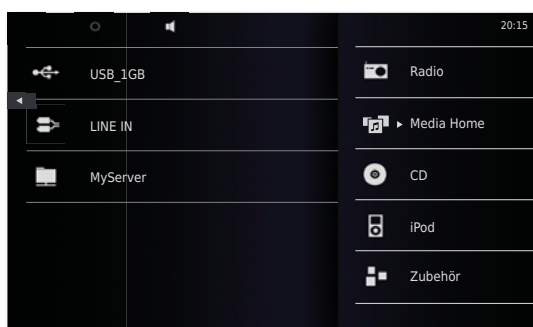 20:15
USB_1GB
LINE IN
MyServer
Radio
Media Home
CD
iPod
Zubehör